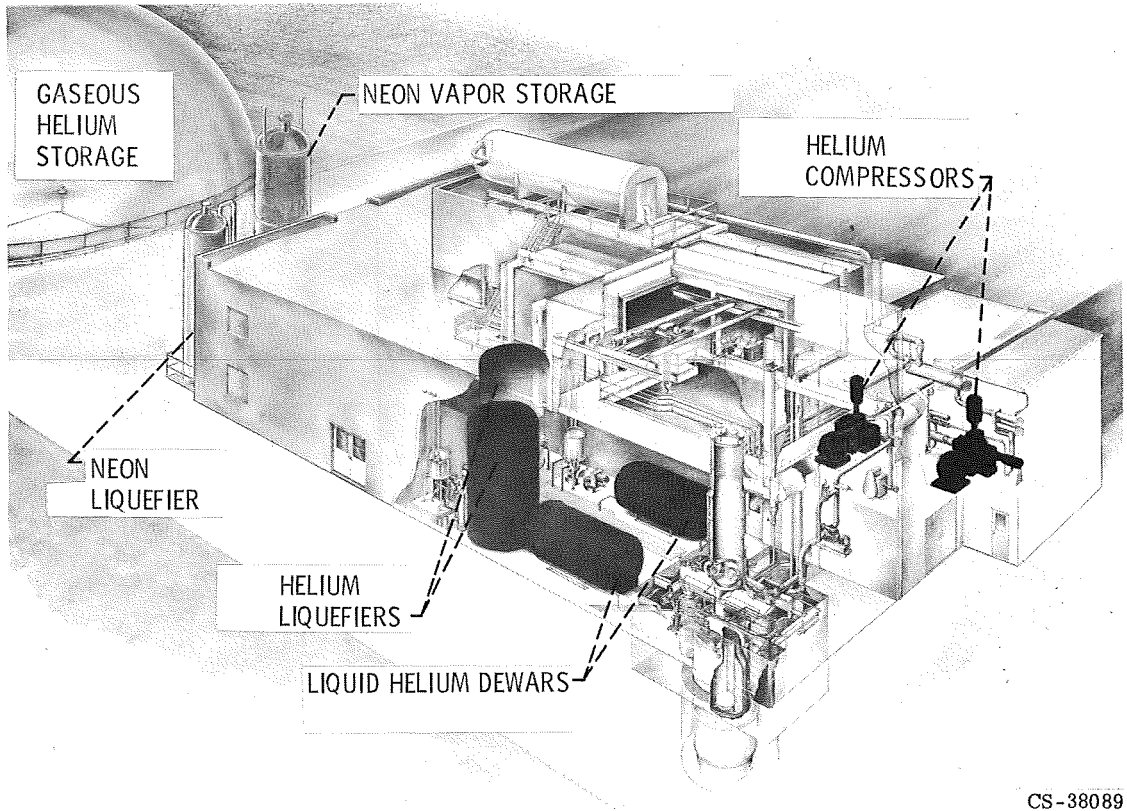 GASEOUS
HELIUM
STORAGE
NEON VAPOR STORAGE
HELIUM
COMPRESSORS
NEON
LIQUEFIER
HELIUM
LIQUEFIERS
LIQUID HELIUM DEWARS
CS-38089